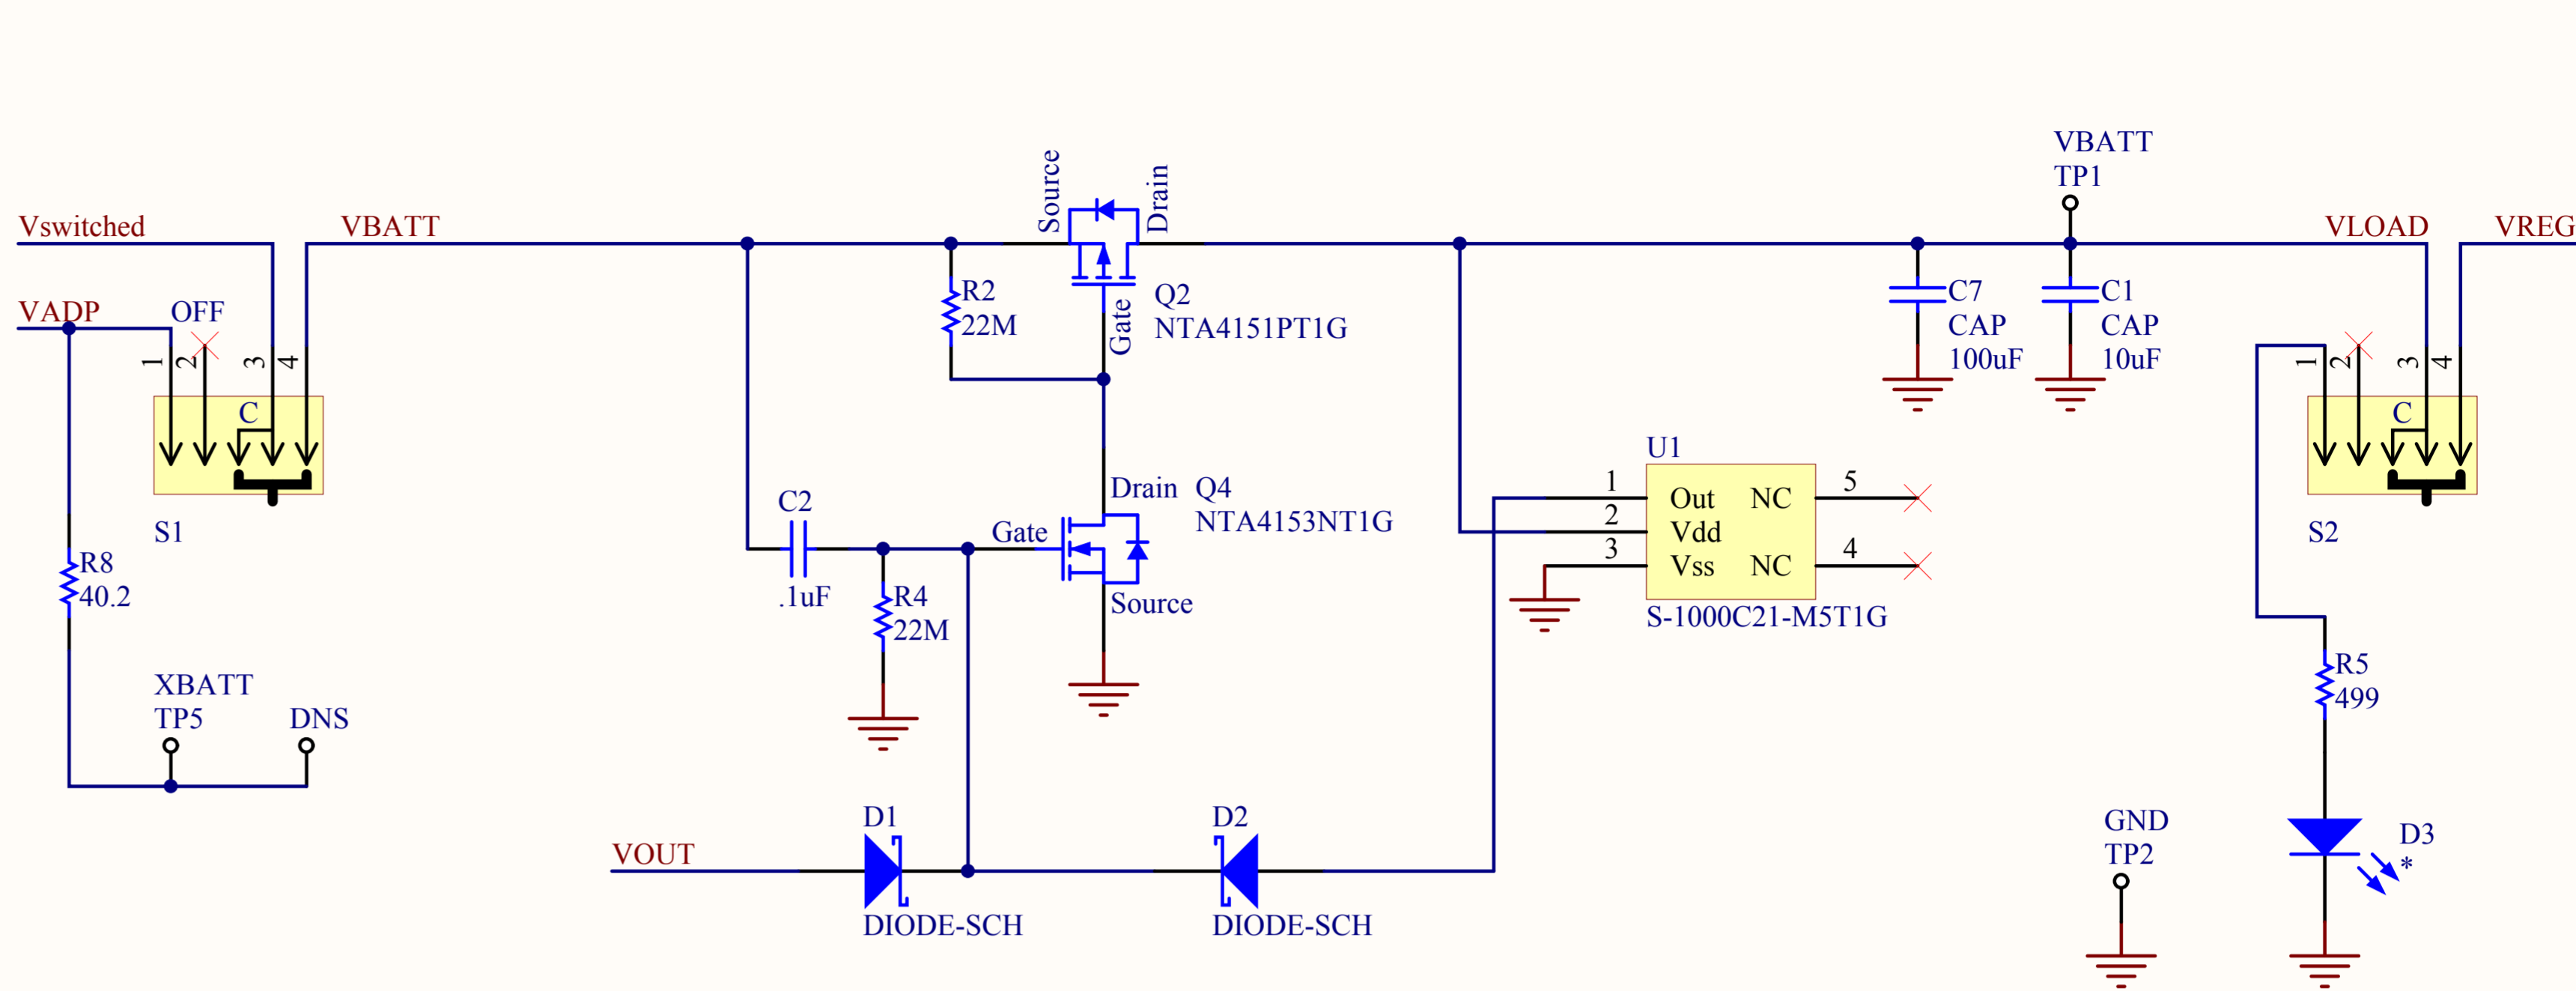 Vswitched
VBATT
VADP
OFF
1
2
3
4
C
S1
R8
40.2
XBATT
TP5
DNS
R2
22M
Source
Drain
Gate
Q2
NTA4151PT1G
C2
.1uF
R4
22M
Gate
Drain
Q4
NTA4153NT1G
Source
VOUT
D1
DIODE-SCH
D2
DIODE-SCH
U1
1
2
3
Out
NC
Vdd
Vss
NC
5
4
S-1000C21-M5T1G
C7
CAP
100uF
VBATT
TP1
C1
CAP
10uF
VLOAD
VREG
1
2
3
4
C
S2
R5
499
D3
*
GND
TP2